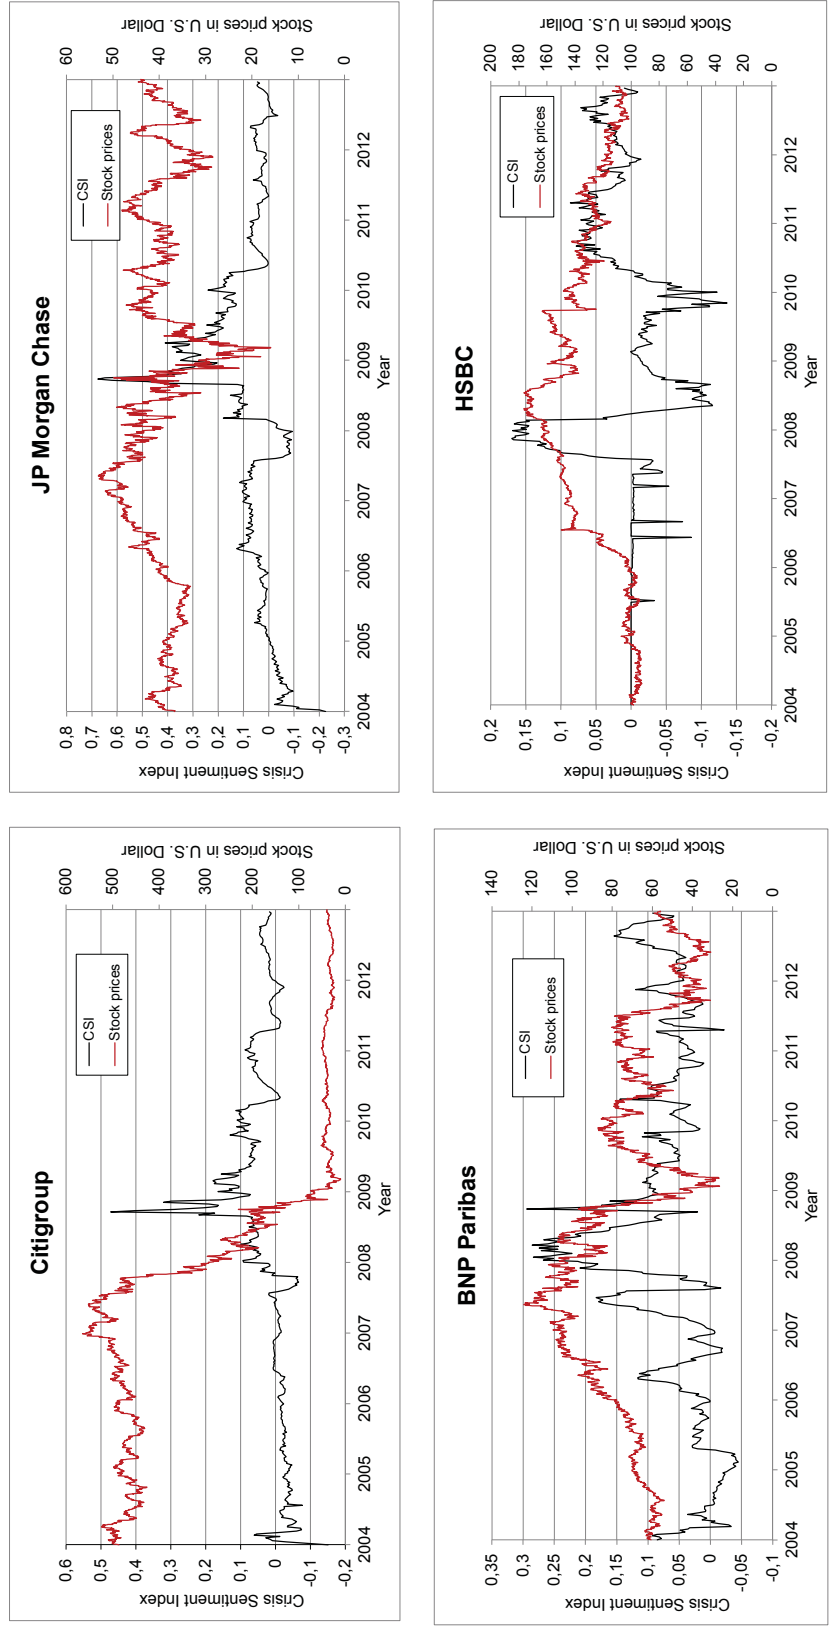 Citigroup
Crisis Sentiment Index
Stock prices in U.S. Dollar
0,6
0,5
0,4
0,3
0,2
0,1
0
-0,1
-0,2
600
500
400
300
200
100
0
CSI
Stock prices
2004 2005 2006 2007 2008 2009 2010 2011 2012
Year
JP Morgan Chase
Crisis Sentiment Index
Stock prices in U.S. Dollar
0,8
0,7
0,6
0,5
0,4
0,3
0,2
0,1
0
-0,1
-0,2
-0,3
60
50
40
30
20
10
0
CSI
Stock prices
2004 2005 2006 2007 2008 2009 2010 2011 2012
Year
BNP Paribas
Crisis Sentiment Index
Stock prices in U.S. Dollar
0,35
0,3
0,25
0,2
0,15
0,1
0,05
0
-0,05
-0,1
140
120
100
80
60
40
20
0
CSI
Stock prices
2004 2005 2006 2007 2008 2009 2010 2011 2012
Year
HSBC
Crisis Sentiment Index
Stock prices in U.S. Dollar
0,2
0,15
0,1
0,05
0
-0,05
-0,1
-0,15
-0,2
200
180
160
140
120
100
80
60
40
20
0
CSI
Stock prices
2004 2005 2006 2007 2008 2009 2010 2011 2012
Year